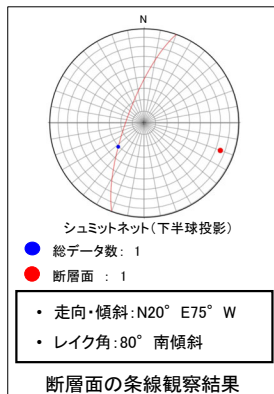 N
シュミットネット(下半球投影)
総データ数: 1
断層面 : 1
• 走向・傾斜:N20°E75°W
• レイク角:80°南傾斜
断層面の条線観察結果